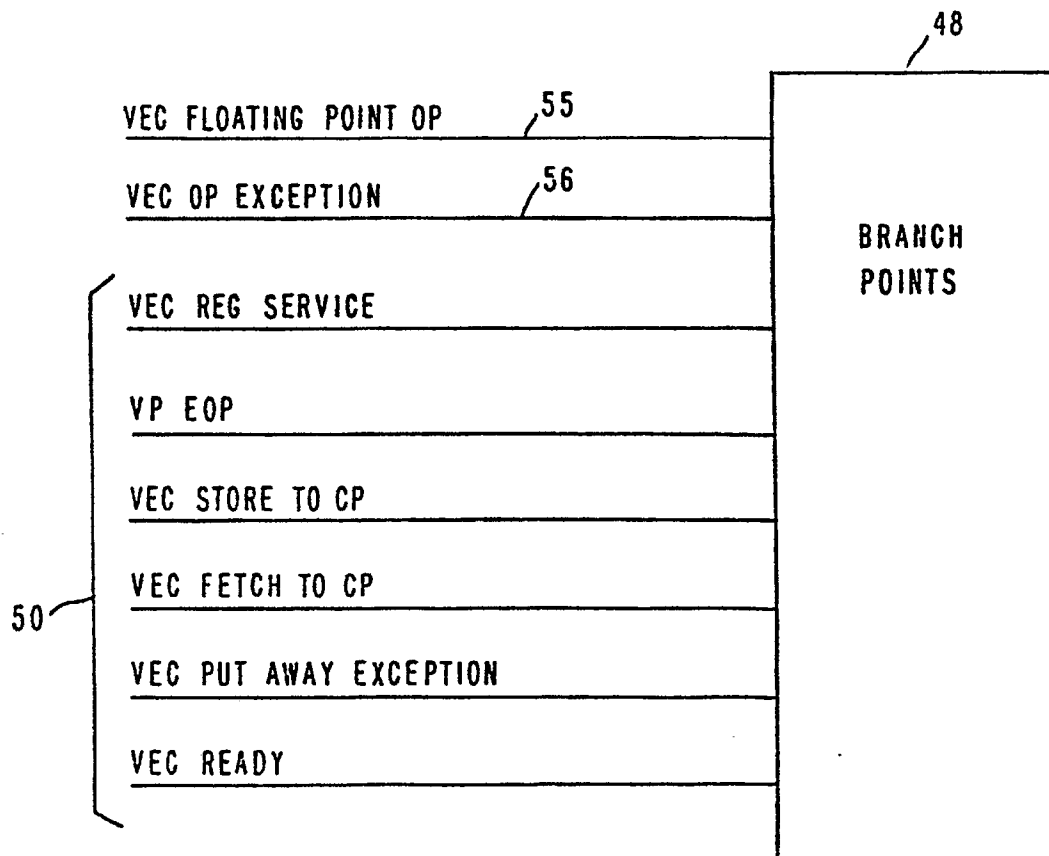 48
VEC FLOATING POINT OP
55
VEC OP EXCEPTION
56
BRANCH
POINTS
VEC REG SERVICE
VP EOP
VEC STORE TO CP
VEC FETCH TO CP
50
VEC PUT AWAY EXCEPTION
VEC READY